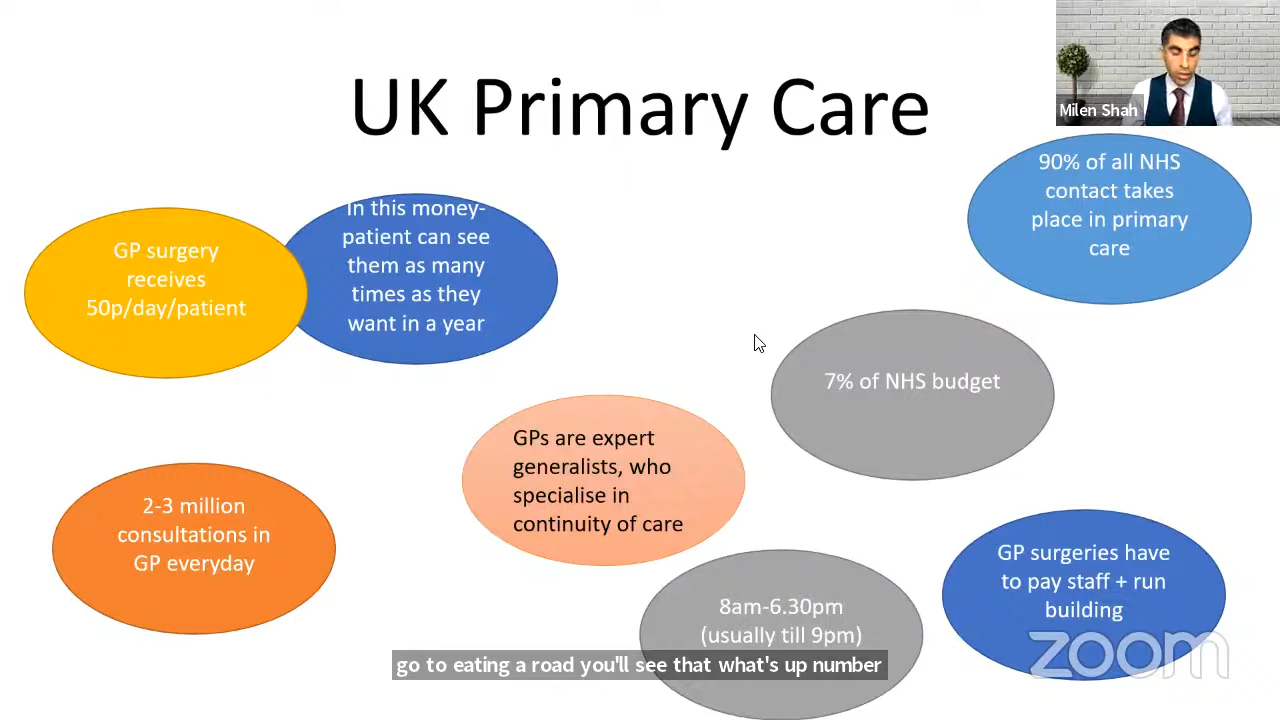 UK Primary Care
Milen Shah
90% of all NHS
contact takes
place in primary
care
GP surgery
receives
50p/day/patient
In this money-
patient can see
them as many
times as they
want in a year
7% of NHS budget
GPs are expert
generalists, who
specialise in
continuity of care
2-3 million
consultations in
GP everyday
GP surgeries have
to pay staff + run
building
8am-6.30pm
(usually till 9pm)
zoom
go to eating a road you'll see that what's up number